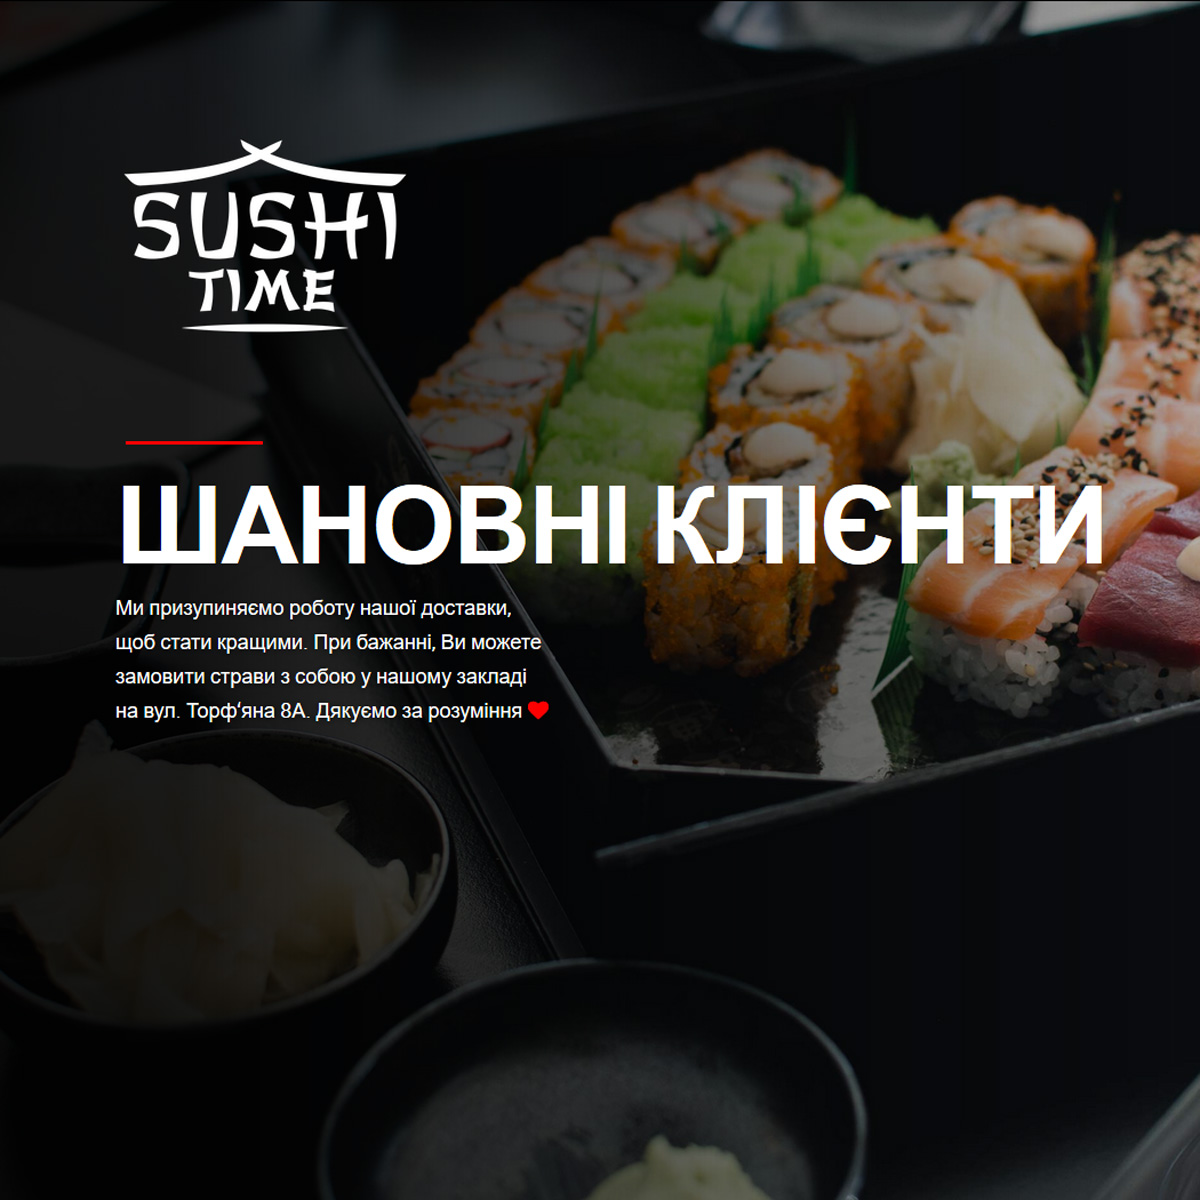 SUSHI
TIME
ШАНОВНІ КЛІЄНТИ
Ми призупиняємо роботу нашої доставки,
щоб стати кращими. При бажанні, Ви можете
замовити страви з собою у нашому закладі
на вул. Торф‘яна 8А. Дякуємо за розуміння ❤